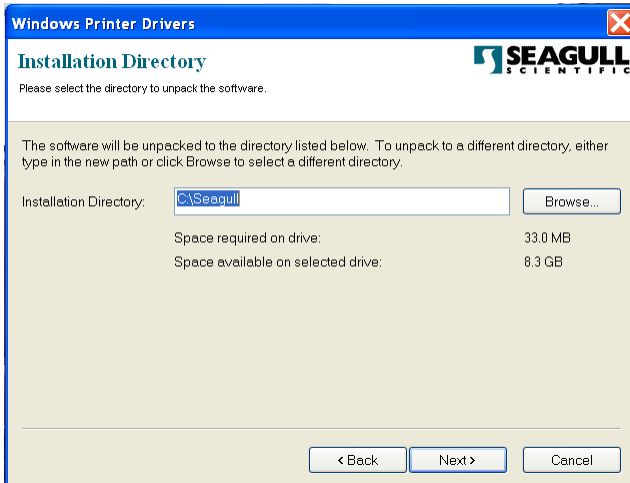 Windows Printer Drivers
Installation Directory
SEAGULL
SCIENTIFIC
Please select the directory to unpack the software.
The software will be unpacked to the directory listed below. To unpack to a different directory, either
type in the new path or click Browse to select a different directory.
Installation Directory: C:\Seagull Browse...
Space required on drive: 33.0 MB
Space available on selected drive: 8.3 GB
< Back Next > Cancel